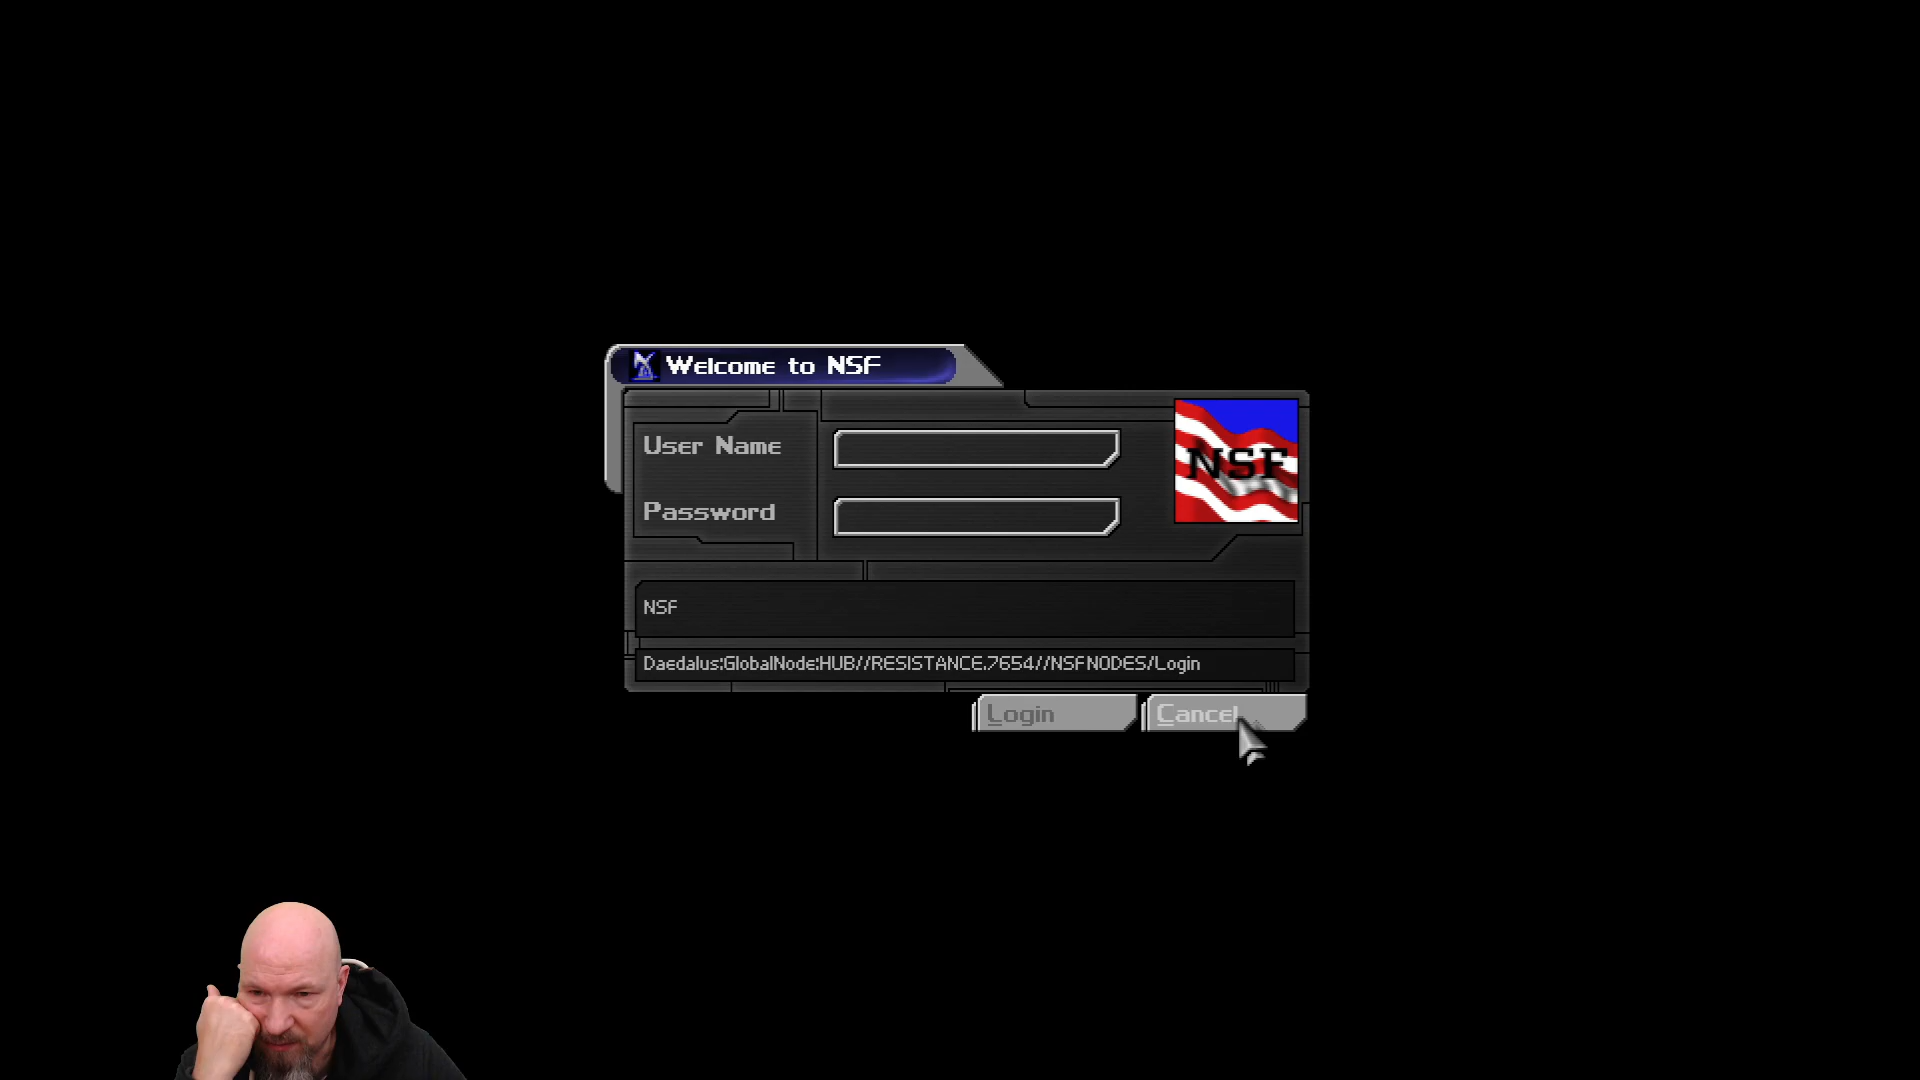 Welcome to NSF
User Name
NSF
Password
NSF
Daedalus:GlobalNode:HUB//RESISTANCE.7654//NSFNODES/Login
Login
Cancel